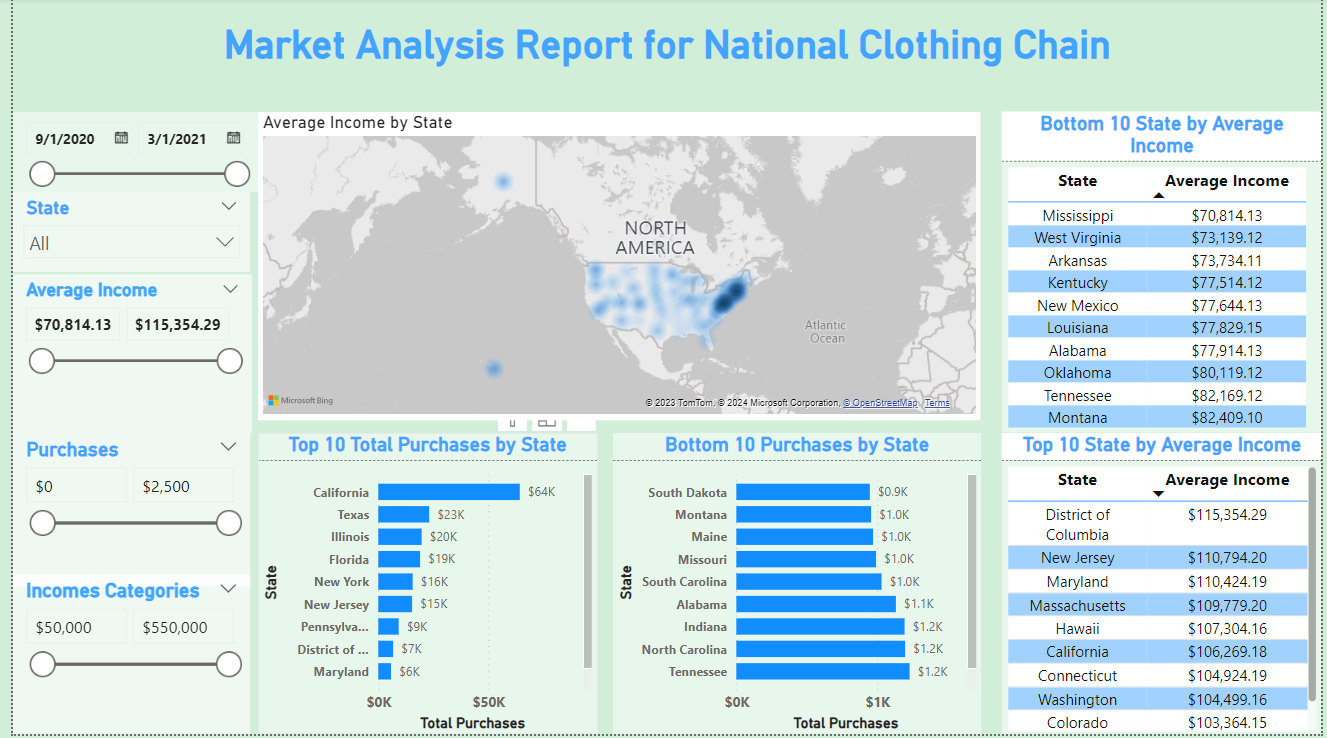 Market Analysis Report for National Clothing Chain
9/1/2020
3/1/2021
State
All
Average Income
$70,814.13
$115,354.29
Purchases
$0
$2,500
Incomes Categories
$50,000
$550,000
Average Income by State
NORTH
AMERICA
Atlantic
Ocean
Microsoft Bing
© 2023 TomTom, © 2024 Microsoft Corporation, © OpenStreetMap Terms
Top 10 Total Purchases by State
State
California $64K
Texas $23K
Illinois $20K
Florida $19K
New York $16K
New Jersey $15K
Pennsylva... $9K
District of ... $7K
Maryland $6K
$0K $50K
Total Purchases
Bottom 10 Purchases by State
State
South Dakota $0.9K
Montana $1.0K
Maine $1.0K
Missouri $1.0K
South Carolina $1.0K
Alabama $1.1K
Indiana $1.2K
North Carolina $1.2K
Tennessee $1.2K
$0K $1K
Total Purchases
Bottom 10 State by Average
Income
State Average Income
Mississippi $70,814.13
West Virginia $73,139.12
Arkansas $73,734.11
Kentucky $77,514.12
New Mexico $77,644.13
Louisiana $77,829.15
Alabama $77,914.13
Oklahoma $80,119.12
Tennessee $82,169.12
Montana $82,409.10
Top 10 State by Average Income
State Average Income
District of $115,354.29
Columbia
New Jersey $110,794.20
Maryland $110,424.19
Massachusetts $109,779.20
Hawaii $107,304.16
California $106,269.18
Connecticut $104,924.19
Washington $104,499.16
Colorado $103,364.15